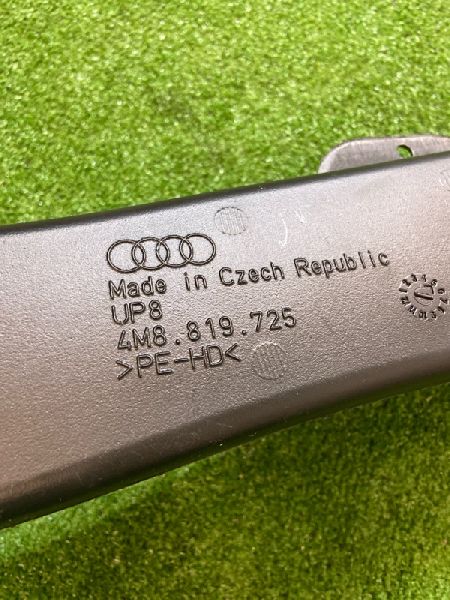 Made in Czech Republic
UP8
4M8.819.725
>PE-HD<